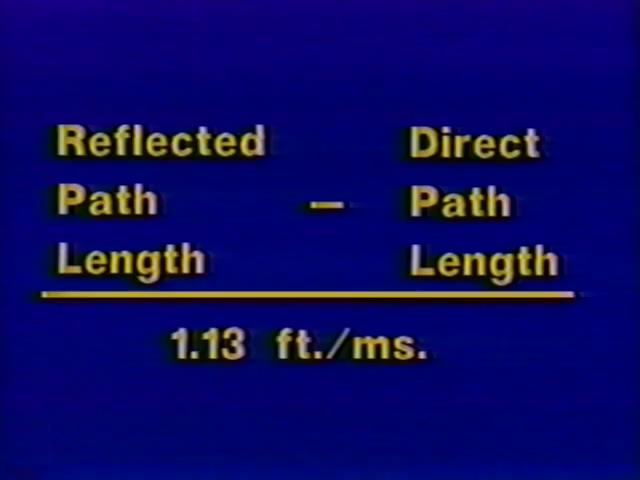 Reflected Direct
Path – Path
Length Length
1.13 ft./ms.